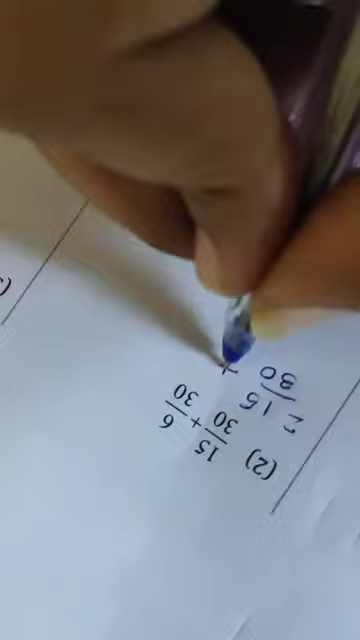 (2) 15/30 + 6/30
= 15/30 +